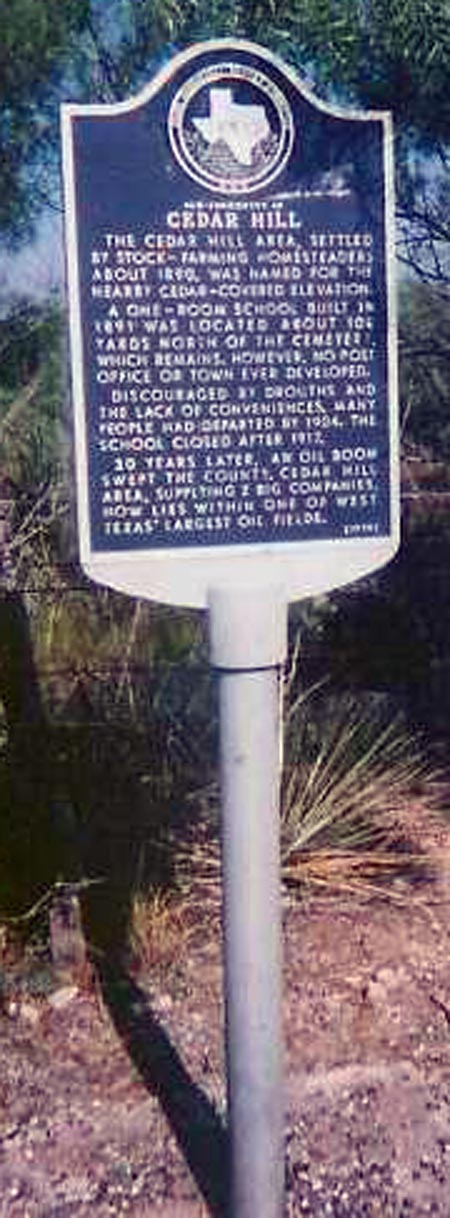 CEDAR HILL
THE CEDAR HILL AREA, SETTLED
BY STOCK-FARMING HOMESTEADERS
ABOUT 1890, WAS NAMED FOR THE
NEARBY CEDAR-COVERED ELEVATION.
A ONE-ROOM SCHOOL BUILT IN
1891 WAS LOCATED ABOUT
YARDS NORTH OF THE CEMETERY,
WHICH REMAINS. HOWEVER, NO POST
OFFICE OR TOWN EVER DEVELOPED.
DISCOURAGED BY DROUTHS AND
THE LACK OF CONVENIENCES, MANY
PEOPLE HAD DEPARTED BY 1904. THE
SCHOOL CLOSED AFTER 1917.
YEARS LATER, AN OIL BOOM
SWEPT THE COUNTY. CEDAR HILL
AREA, SUPPLYING 2 BIG COMPANIES,
NOW LIES WITHIN ONE OF WEST
TEXAS' LARGEST OIL FIELDS.